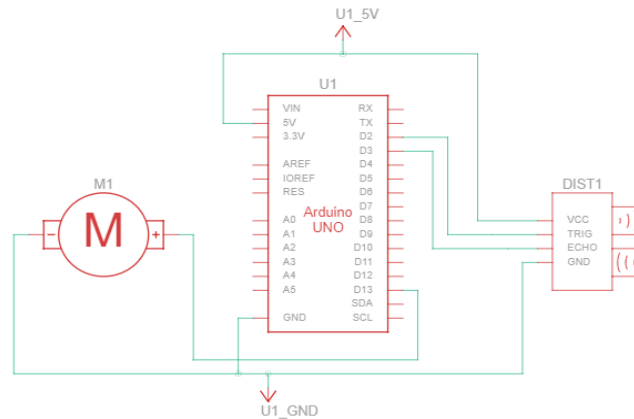 U1_5V
U1
VIN RX
5V TX
3.3V D2
D3
AREF D4
IOREF D5
RES D6
D7
Arduino
UNO
A0 D8
A1 D9
A2 D10
A3 D11
A4 D12
A5 D13
SDA
GND SCL
M1
M
- +
DIST1
VCC
TRIG
ECHO
GND
U1_GND